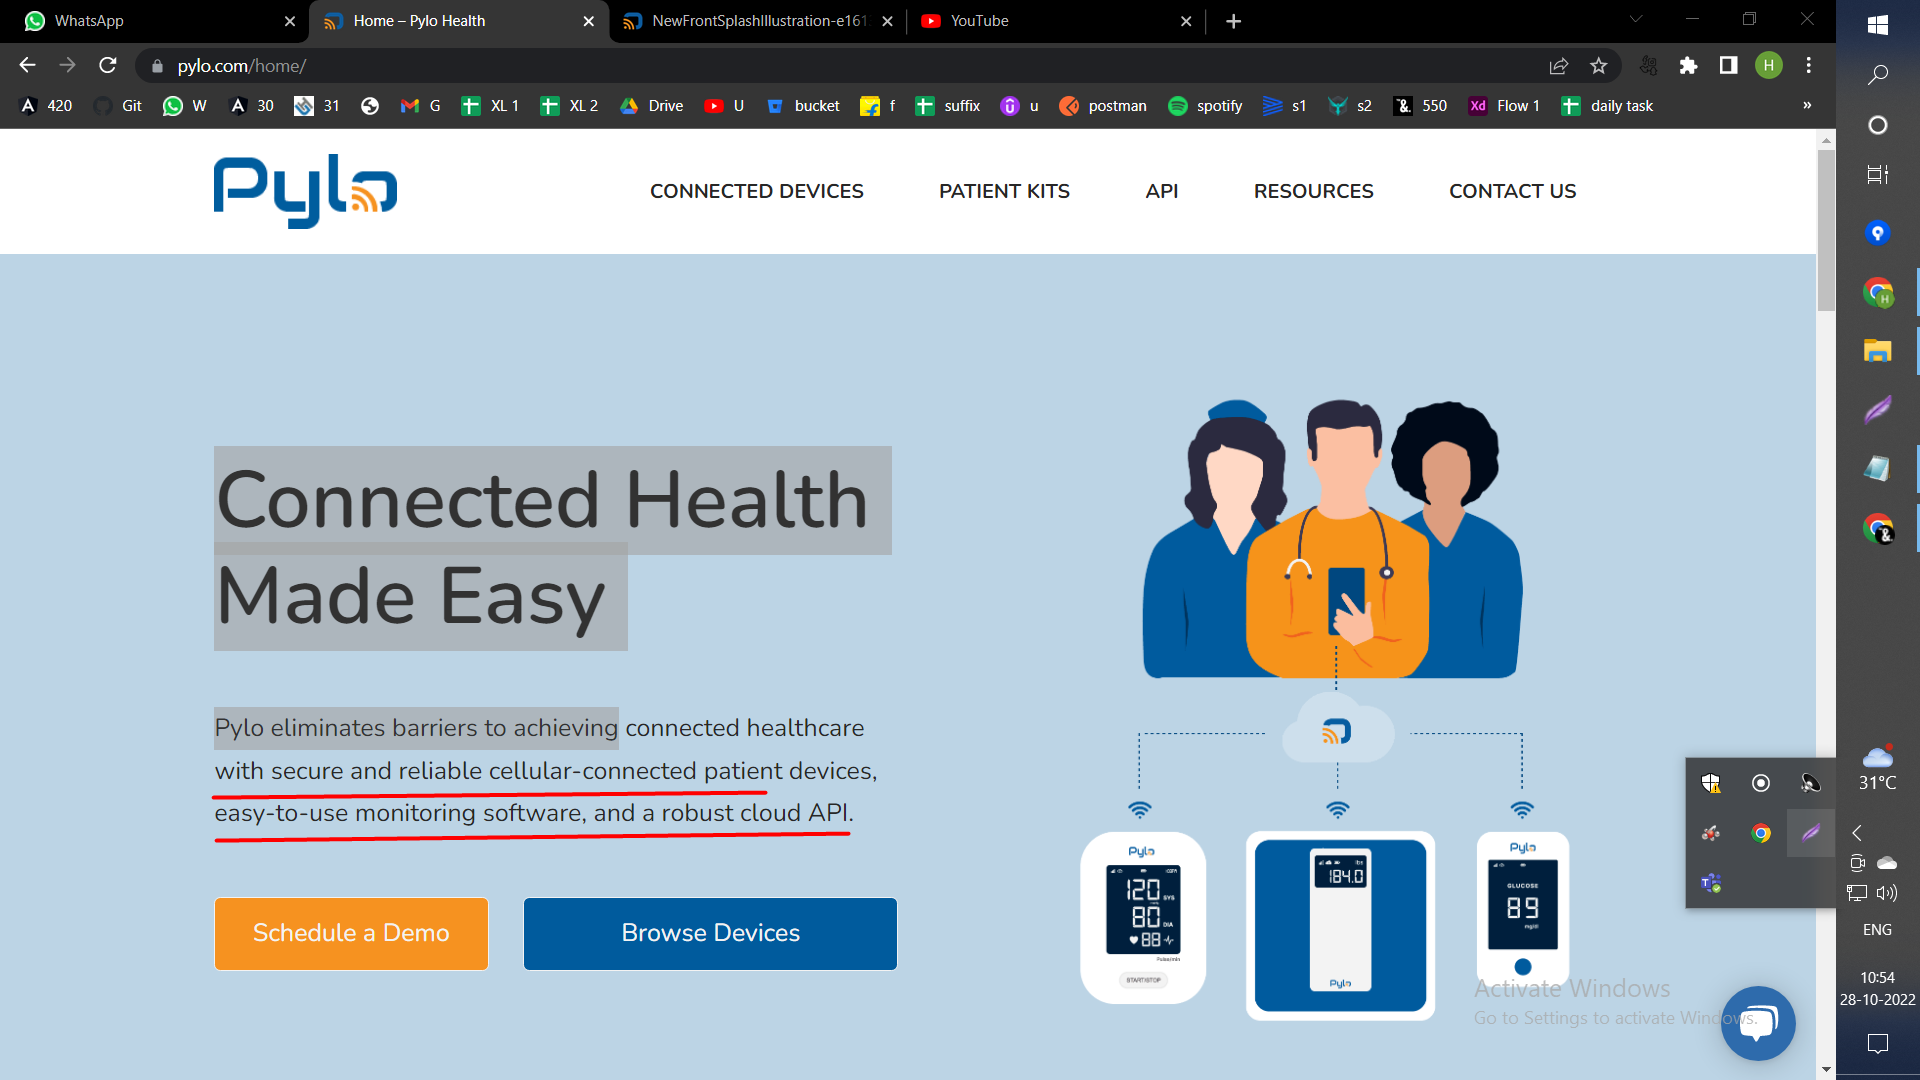 WhatsApp
Home – Pylo Health
NewFrontSplashIllustration-e161
YouTube
pylo.com/home/
420
Git
W
30
31
G
XL 1
XL 2
Drive
U
bucket
f
suffix
u
postman
spotify
s1
s2
550
Flow 1
daily task
»
Pylo
CONNECTED DEVICES
PATIENT KITS
API
RESOURCES
CONTACT US
Connected Health
Made Easy
Pylo eliminates barriers to achieving connected healthcare
with secure and reliable cellular-connected patient devices,
easy-to-use monitoring software, and a robust cloud API.
Schedule a Demo
Browse Devices
Pylo
120 SYS
80 DIA
88
Pulse/min
START/STOP
lbs
184.0
Pylo
Pylo
GLUCOSE
89
mg/dl
Activate Windows
Go to Settings to activate Windows.
31°C
ENG
10:54
28-10-2022